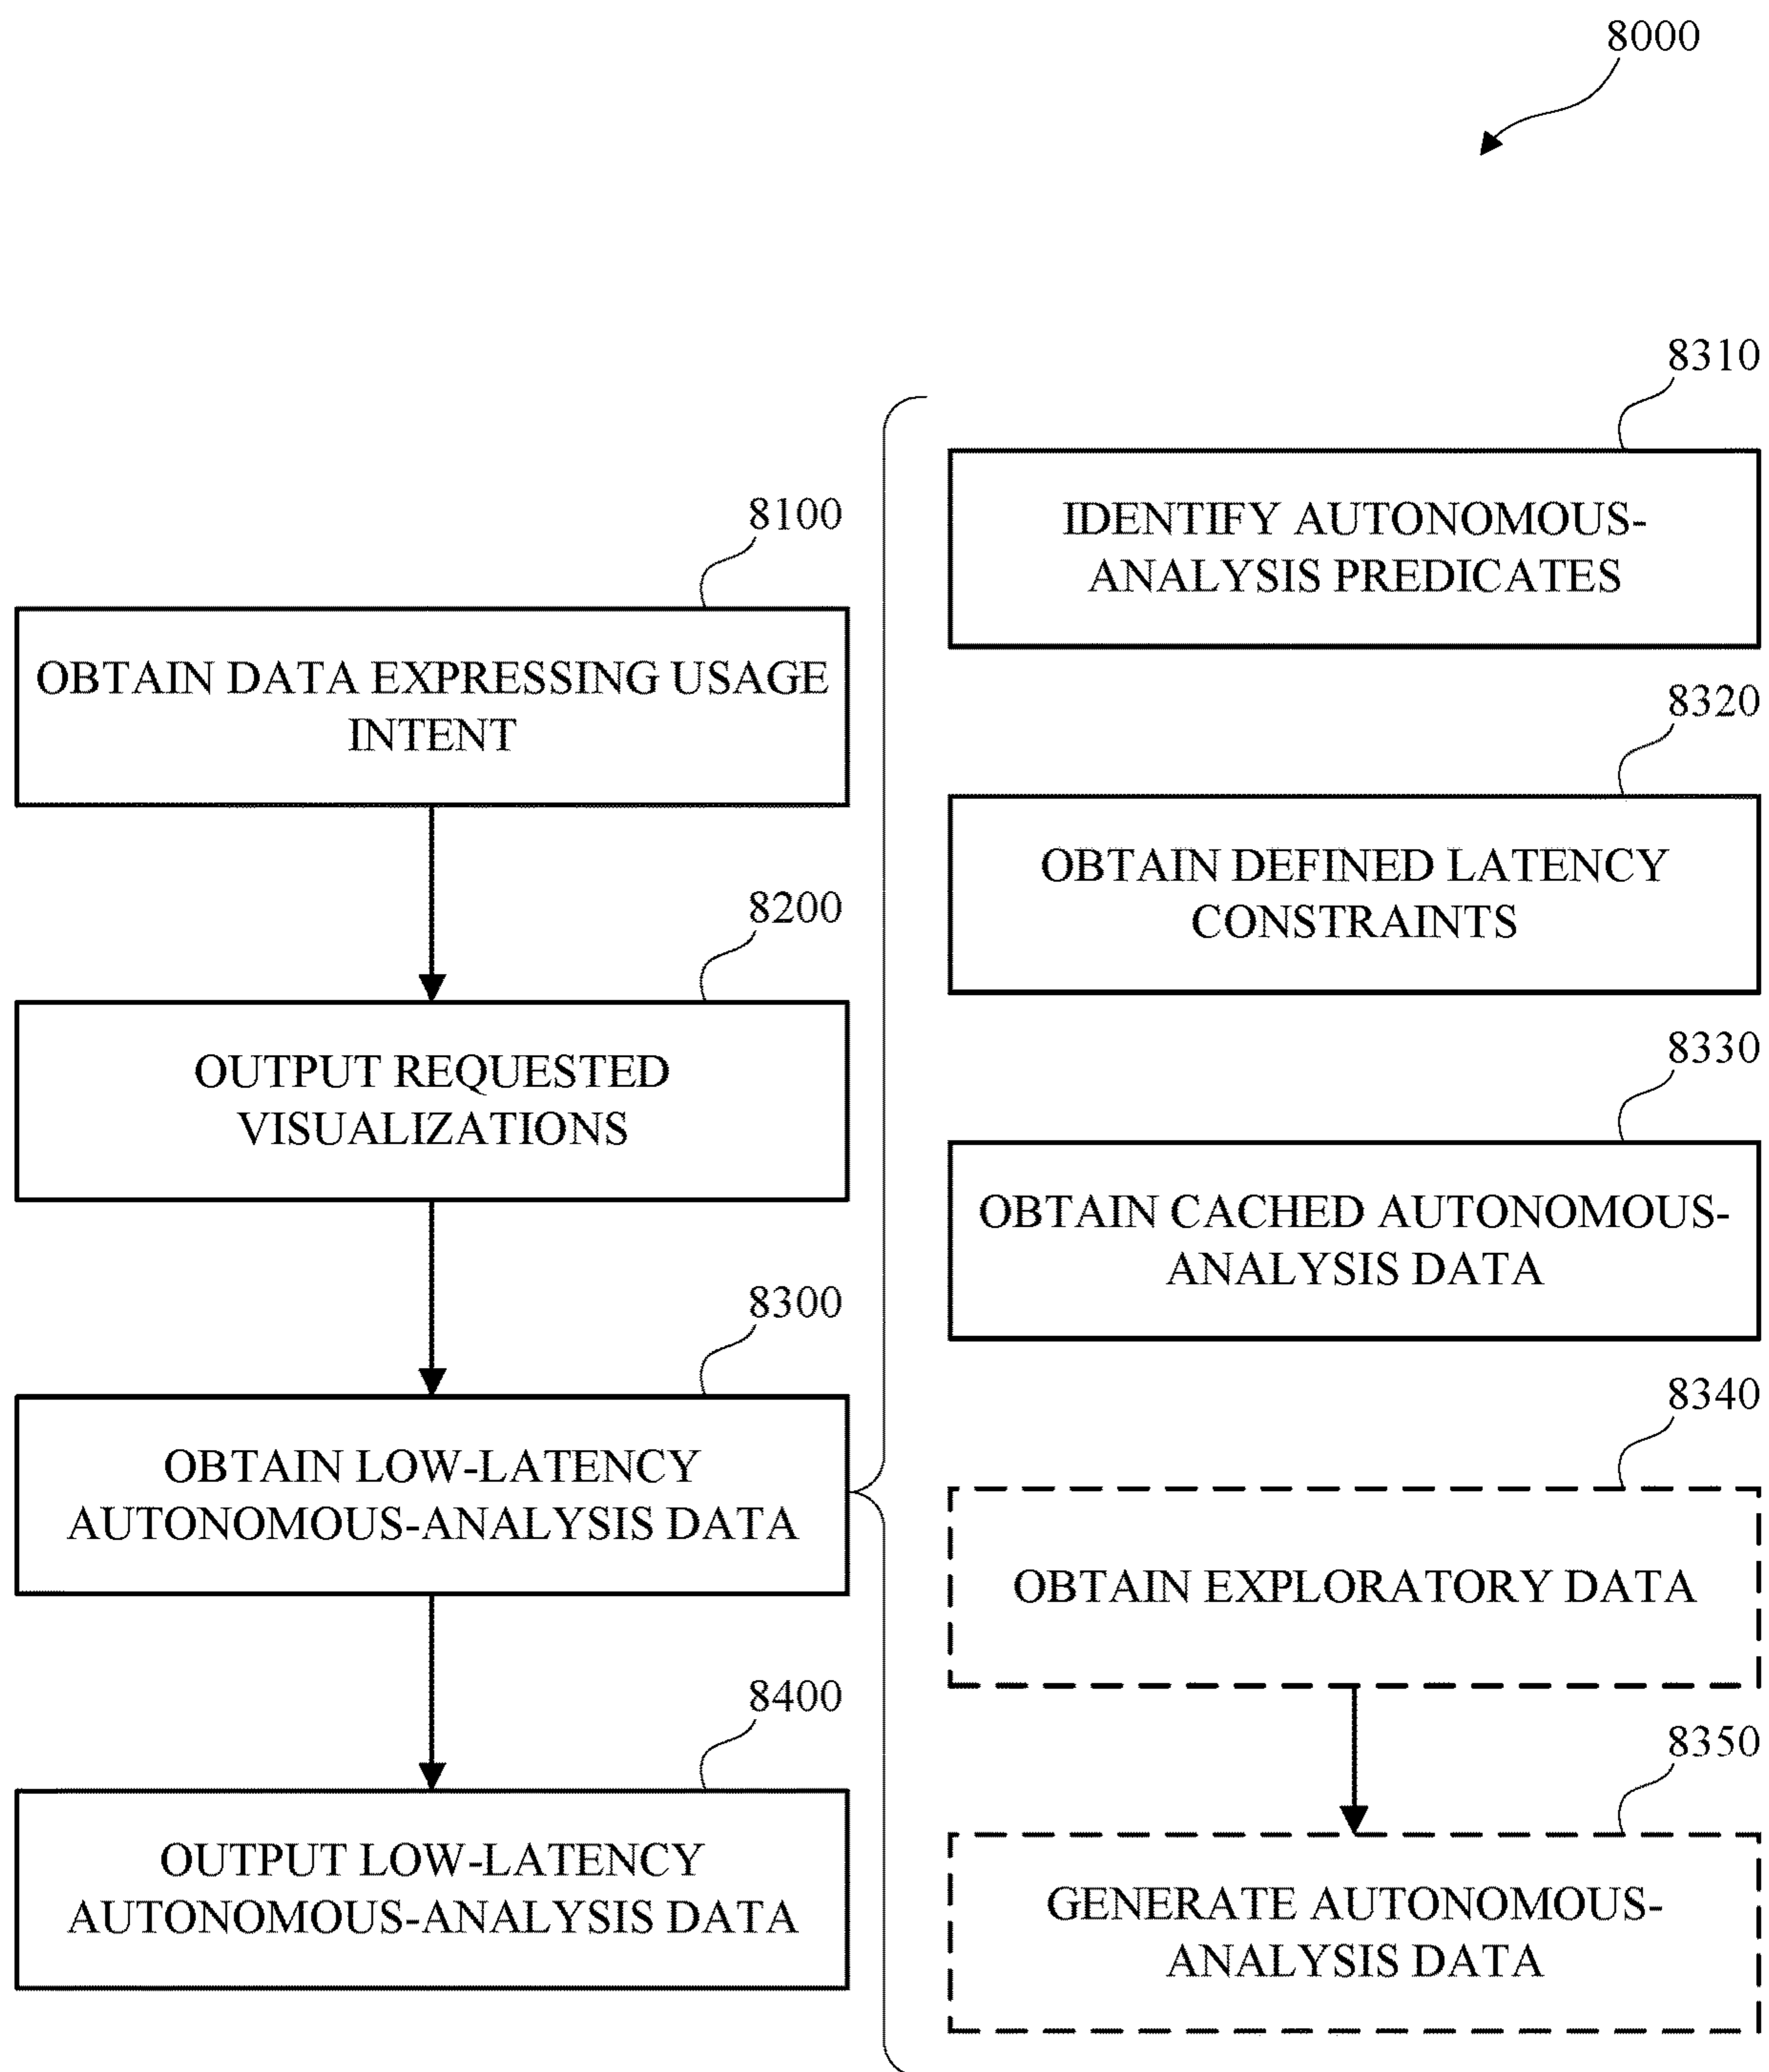 8000
8100
OBTAIN DATA EXPRESSING USAGE
INTENT
8200
OUTPUT REQUESTED
VISUALIZATIONS
8300
OBTAIN LOW-LATENCY
AUTONOMOUS-ANALYSIS DATA
8400
OUTPUT LOW-LATENCY
AUTONOMOUS-ANALYSIS DATA
8310
IDENTIFY AUTONOMOUS-
ANALYSIS PREDICATES
8320
OBTAIN DEFINED LATENCY
CONSTRAINTS
8330
OBTAIN CACHED AUTONOMOUS-
ANALYSIS DATA
8340
OBTAIN EXPLORATORY DATA
8350
GENERATE AUTONOMOUS-
ANALYSIS DATA